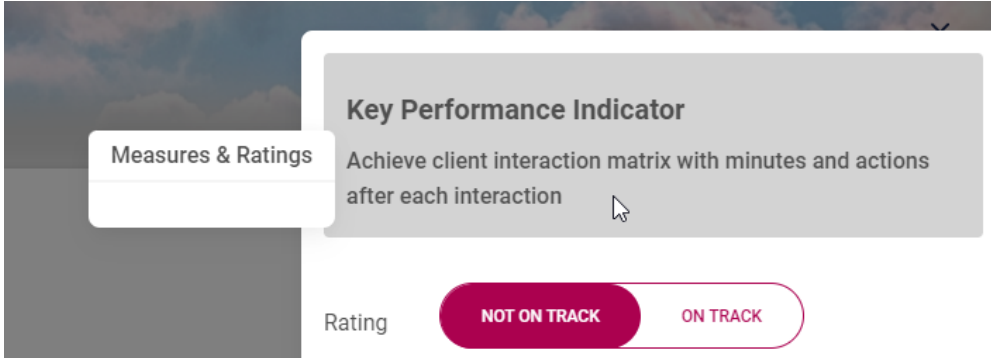 Key Performance Indicator
Measures & Ratings
Achieve client interaction matrix with minutes and actions
after each interaction
Rating
NOT ON TRACK
ON TRACK